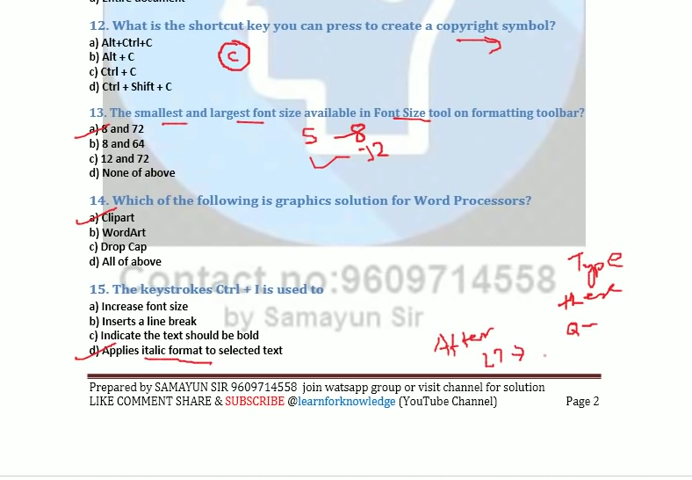 12. What is the shortcut key you can press to create a copyright symbol?
a) Alt+Ctrl+C
b) Alt + C
c) Ctrl + C
d) Ctrl + Shift + C
C
13. The smallest and largest font size available in Font Size tool on formatting toolbar?
a) 8 and 72
b) 8 and 64
c) 12 and 72
d) None of above
5 8
14. Which of the following is graphics solution for Word Processors?
a) Clipart
b) WordArt
c) Drop Cap
d) All of above
Contact no:9609714558
by Samayun Sir
15. The keystrokes Ctrl + I is used to
a) Increase font size
b) Inserts a line break
c) Indicate the text should be bold
d) Applies italic format to selected text
Type
After
Prepared by SAMAYUN SIR 9609714558 join watsapp group or visit channel for solution
LIKE COMMENT SHARE & SUBSCRIBE @learnforknowledge (YouTube Channel) Page 2